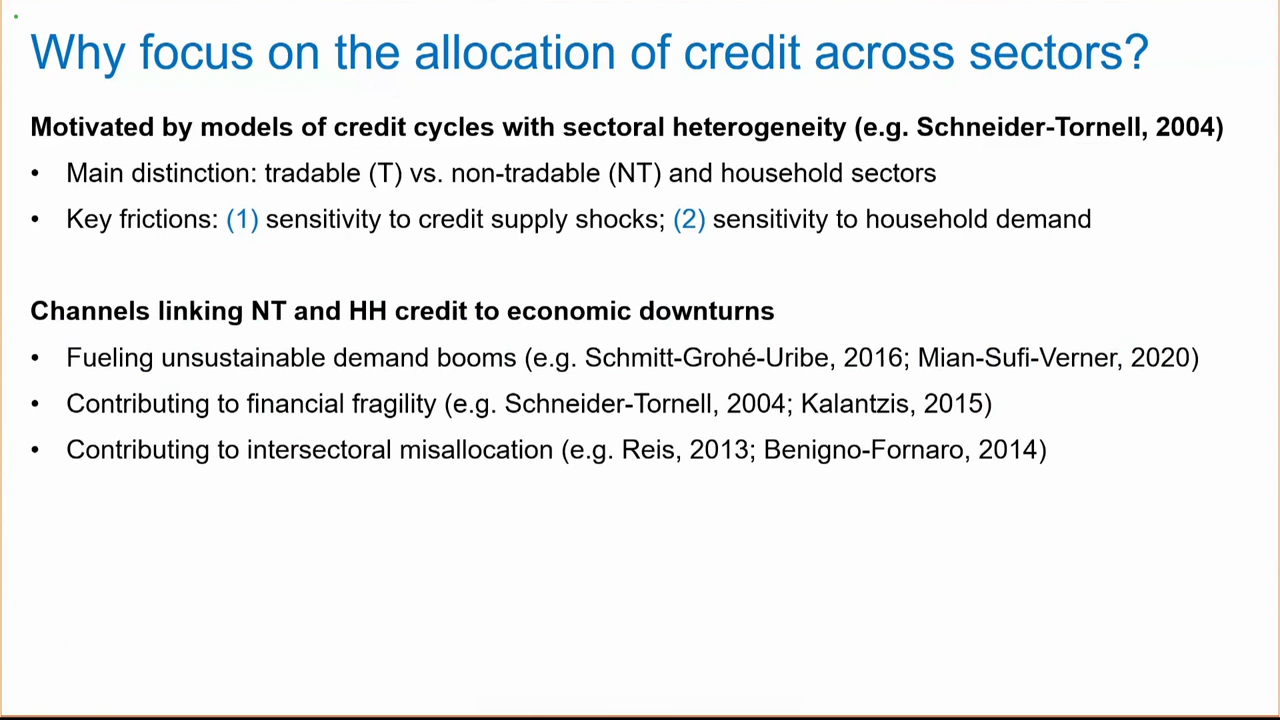 Why focus on the allocation of credit across sectors?
Motivated by models of credit cycles with sectoral heterogeneity (e.g. Schneider-Tornell, 2004)
• Main distinction: tradable (T) vs. non-tradable (NT) and household sectors
• Key frictions: (1) sensitivity to credit supply shocks; (2) sensitivity to household demand
Channels linking NT and HH credit to economic downturns
• Fueling unsustainable demand booms (e.g. Schmitt-Grohé-Uribe, 2016; Mian-Sufi-Verner, 2020)
• Contributing to financial fragility (e.g. Schneider-Tornell, 2004; Kalantzis, 2015)
• Contributing to intersectoral misallocation (e.g. Reis, 2013; Benigno-Fornaro, 2014)